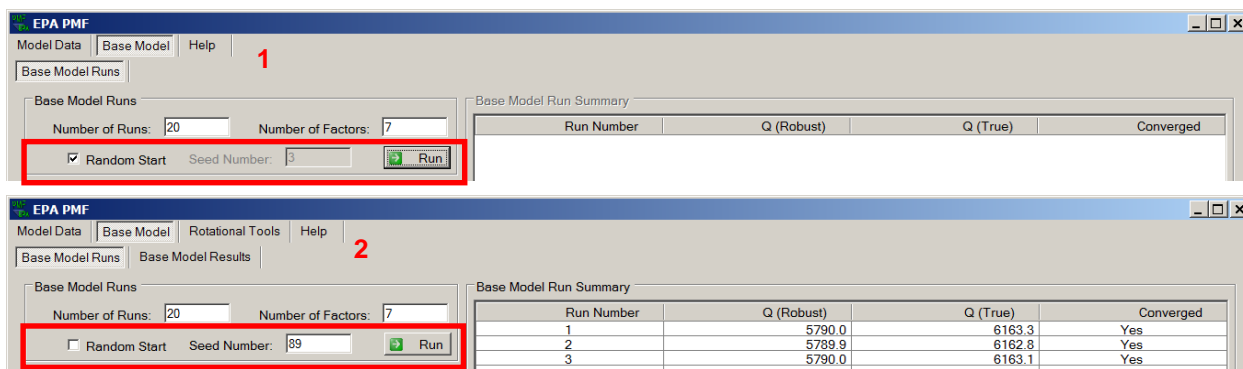 EPA PMF
Model Data Base Model Help
1
Base Model Runs
Base Model Runs Base Model Run Summary
Number of Runs: 20 Number of Factors: 7 Run Number Q (Robust) Q (True) Converged
Random Start Seed Number: 3 Run
EPA PMF
Model Data Base Model Rotational Tools Help
2
Base Model Runs Base Model Results
Base Model Runs Base Model Run Summary
Number of Runs: 20 Number of Factors: 7 Run Number Q (Robust) Q (True) Converged
1 5790.0 6163.3 Yes
Random Start Seed Number: 89 Run 2 5789.9 6162.8 Yes
3 5790.0 6163.1 Yes